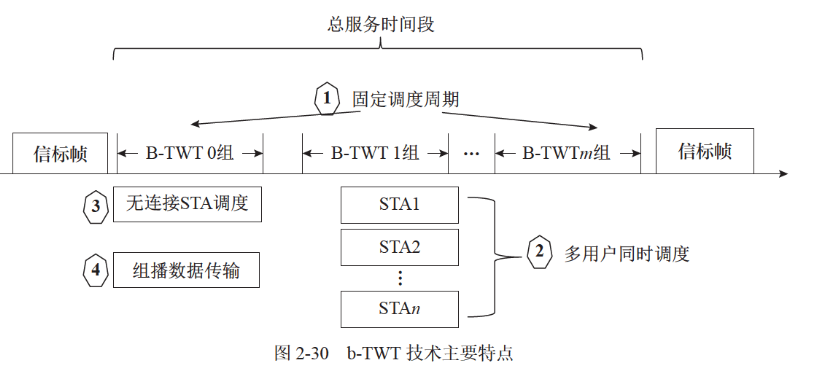 总服务时间段
1 固定调度周期
信标帧 B-TWT 0组 B-TWT 1组 ··· B-TWTm组 信标帧
3 无连接STA调度 STA1
STA2 2 多用户同时调度
4 组播数据传输 ⋮
STAn
图 2-30 b-TWT 技术主要特点